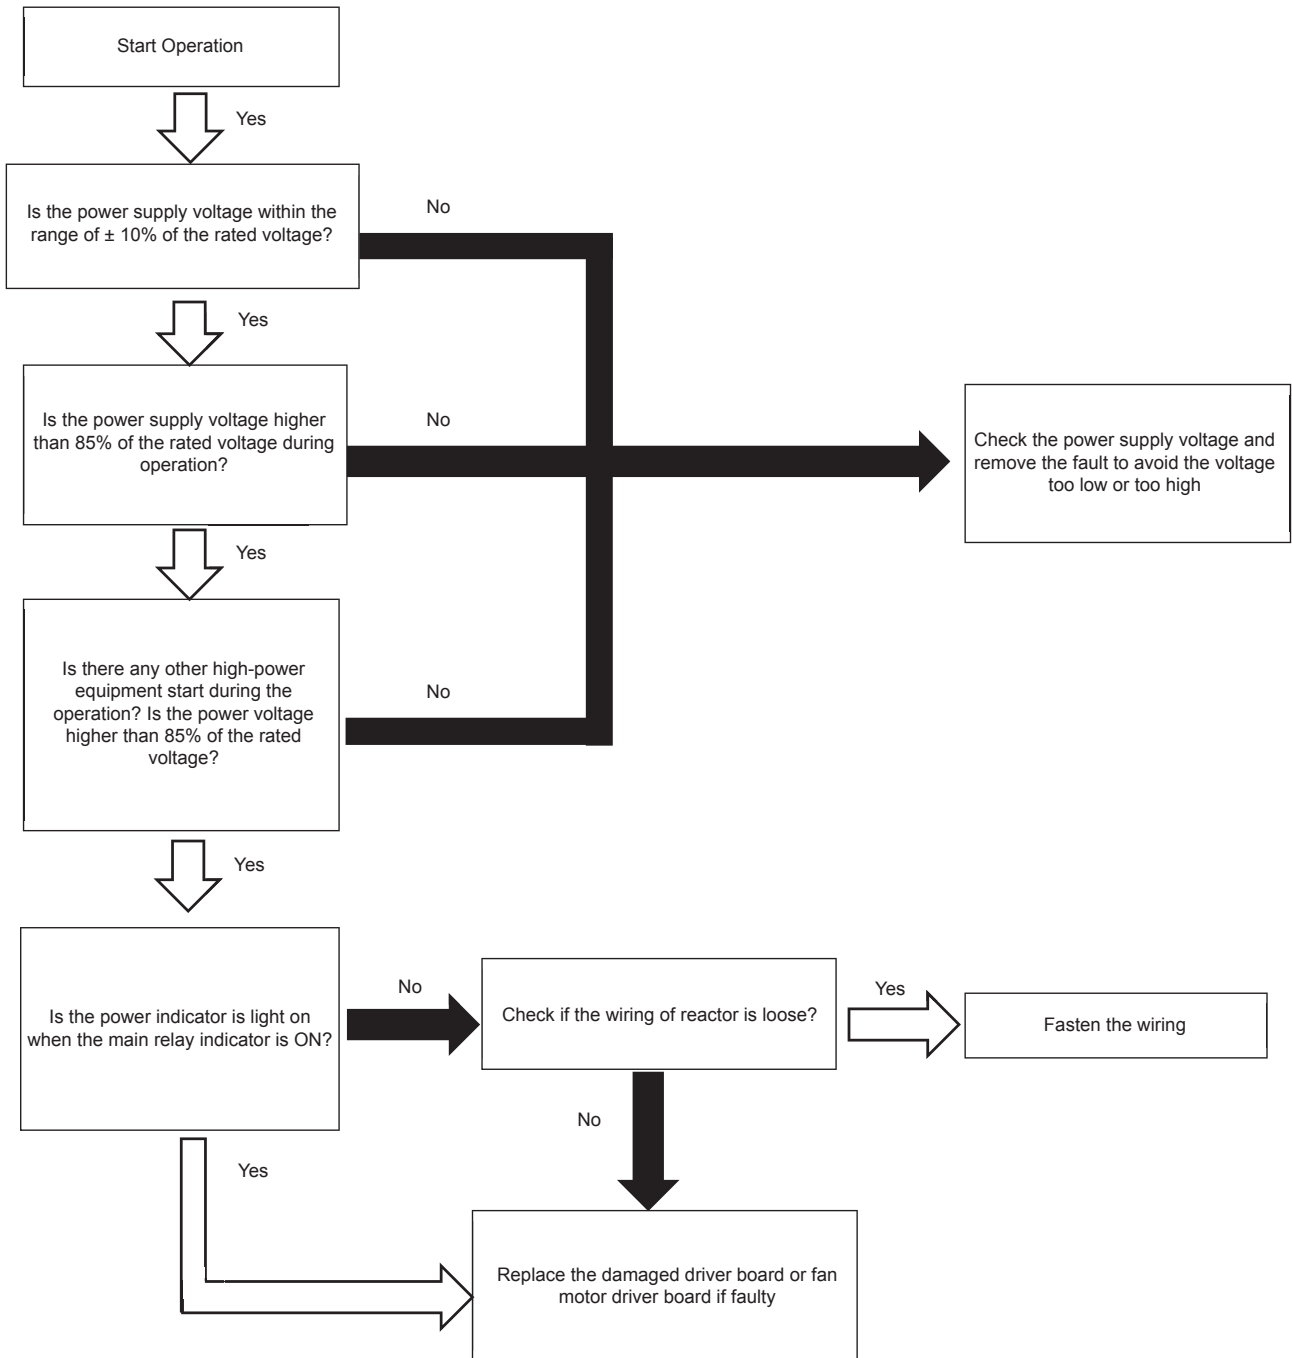 Start Operation
Yes
Is the power supply voltage within the
range of ± 10% of the rated voltage?
No
Yes
Is the power supply voltage higher
than 85% of the rated voltage during
operation?
No
Check the power supply voltage and
remove the fault to avoid the voltage
too low or too high
Yes
Is there any other high-power
equipment start during the
operation? Is the power voltage
higher than 85% of the rated
voltage?
No
Yes
Is the power indicator is light on
when the main relay indicator is ON?
No
Check if the wiring of reactor is loose?
Yes
Fasten the wiring
No
Yes
Replace the damaged driver board or fan
motor driver board if faulty